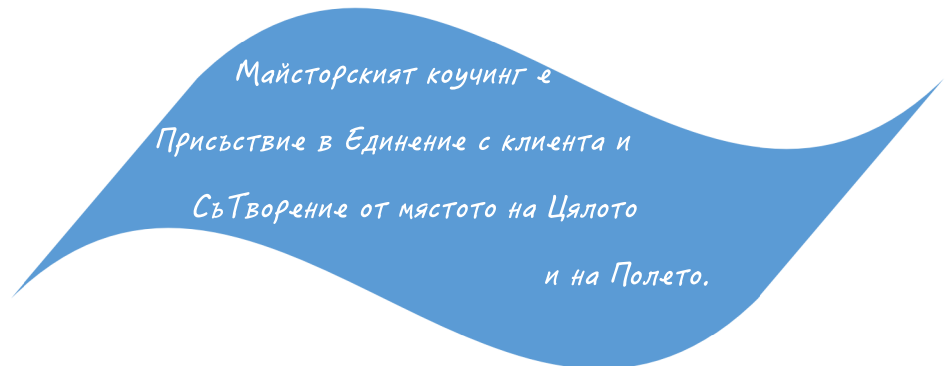 Майсторският коучинг е
Присъствие в Единение с клиента и
СъТворение от мястото на Цялото
и на Полето.